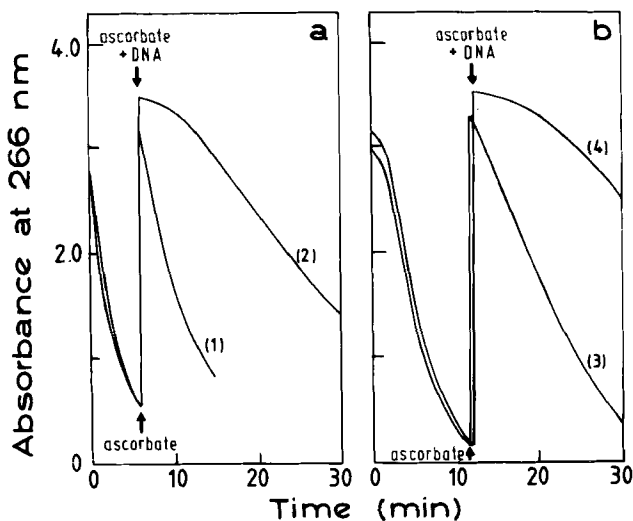 Absorbance at 266 nm
4.0
2.0
0
a
ascorbate
+ DNA
(2)
(1)
ascorbate
0
10
20
30
b
ascorbate
+ DNA
(4)
(3)
ascorbate
0
10
20
30
Time (min)